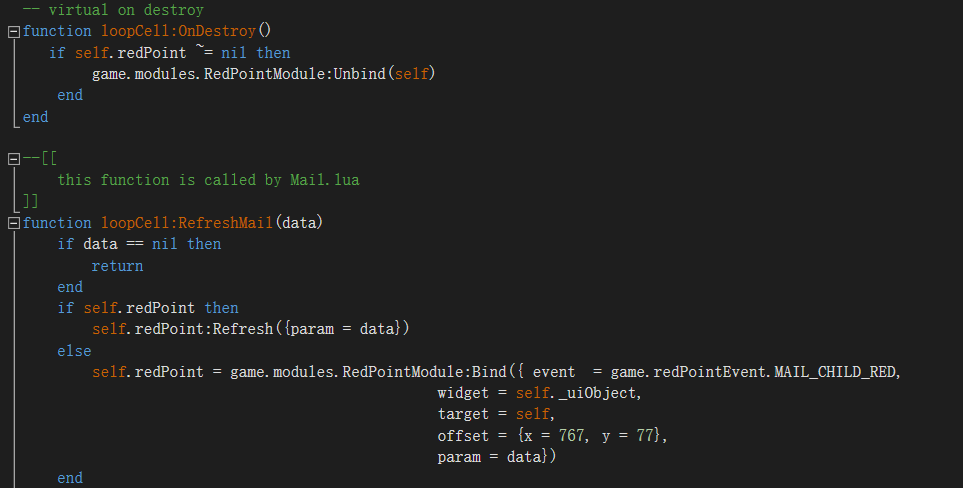 -- virtual on destroy
function loopCell:OnDestroy()
if self.redPoint ~= nil then
game.modules.RedPointModule:Unbind(self)
end
end
--[[
this function is called by Mail.lua
]]
function loopCell:RefreshMail(data)
if data == nil then
return
end
if self.redPoint then
self.redPoint:Refresh({param = data})
else
self.redPoint = game.modules.RedPointModule:Bind({ event  = game.redPointEvent.MAIL_CHILD_RED,
widget = self._uiObject,
target = self,
offset = {x = 767, y = 77},
param = data})
end